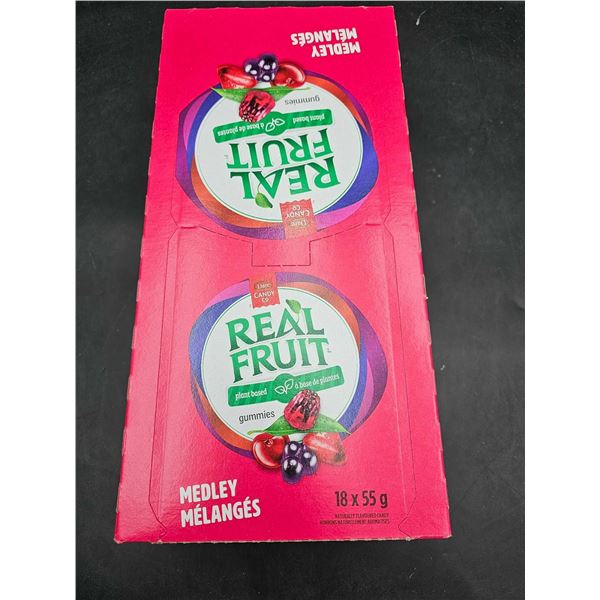 MEDLEY
MÉLANGÉS
gummies
plant based à base de plantes
REAL
FRUIT
Dare
CANDY
CO
Dare
CANDY
CO
REAL
FRUIT
plant based à base de plantes
gummies
MEDLEY
MÉLANGÉS
18 x 55 g
NATURALLY FLAVOURED CANDY
BONBONS NATURELLEMENT AROMATISÉS